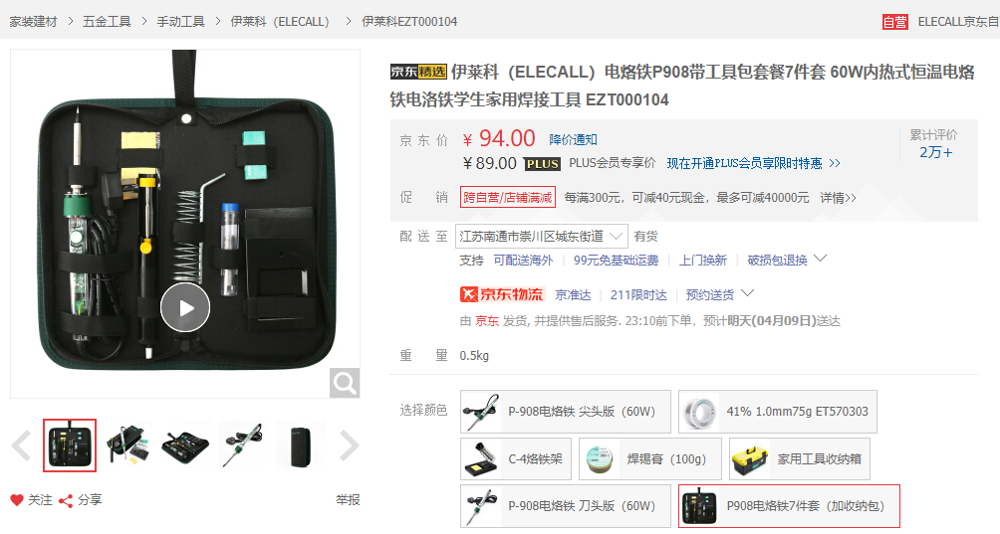 家装建材 > 五金工具 > 手动工具 > 伊莱科（ELECALL） > 伊莱科EZT000104
自营 ELECALL京东自
京东精选 伊莱科（ELECALL）电烙铁P908带工具包套餐7件套 60W内热式恒温电烙
铁电洛铁学生家用焊接工具 EZT000104
京东价 ￥94.00 降价通知
累计评价
2万+
￥89.00 PLUS PLUS会员专享价 现在开通PLUS会员享限时特惠 >>
促销 跨自营/店铺满减 每满300元，可减40元现金，最多可减40000元 详情>>
配送至 江苏南通市崇川区城东街道 有货
支持 可配送海外 99元免基础运费 上门换新 破损包退换
京东物流 京准达 211限时达 预约送货
由 京东 发货, 并提供售后服务. 23:10前下单，预计明天(04月09日)送达
重量 0.5kg
选择颜色 P-908电烙铁 尖头版（60W） 41% 1.0mm75g ET570303
C-4烙铁架 焊锡膏（100g） 家用工具收纳箱
P-908电烙铁 刀头版（60W） P908电烙铁7件套（加收纳包）
关注 分享 举报